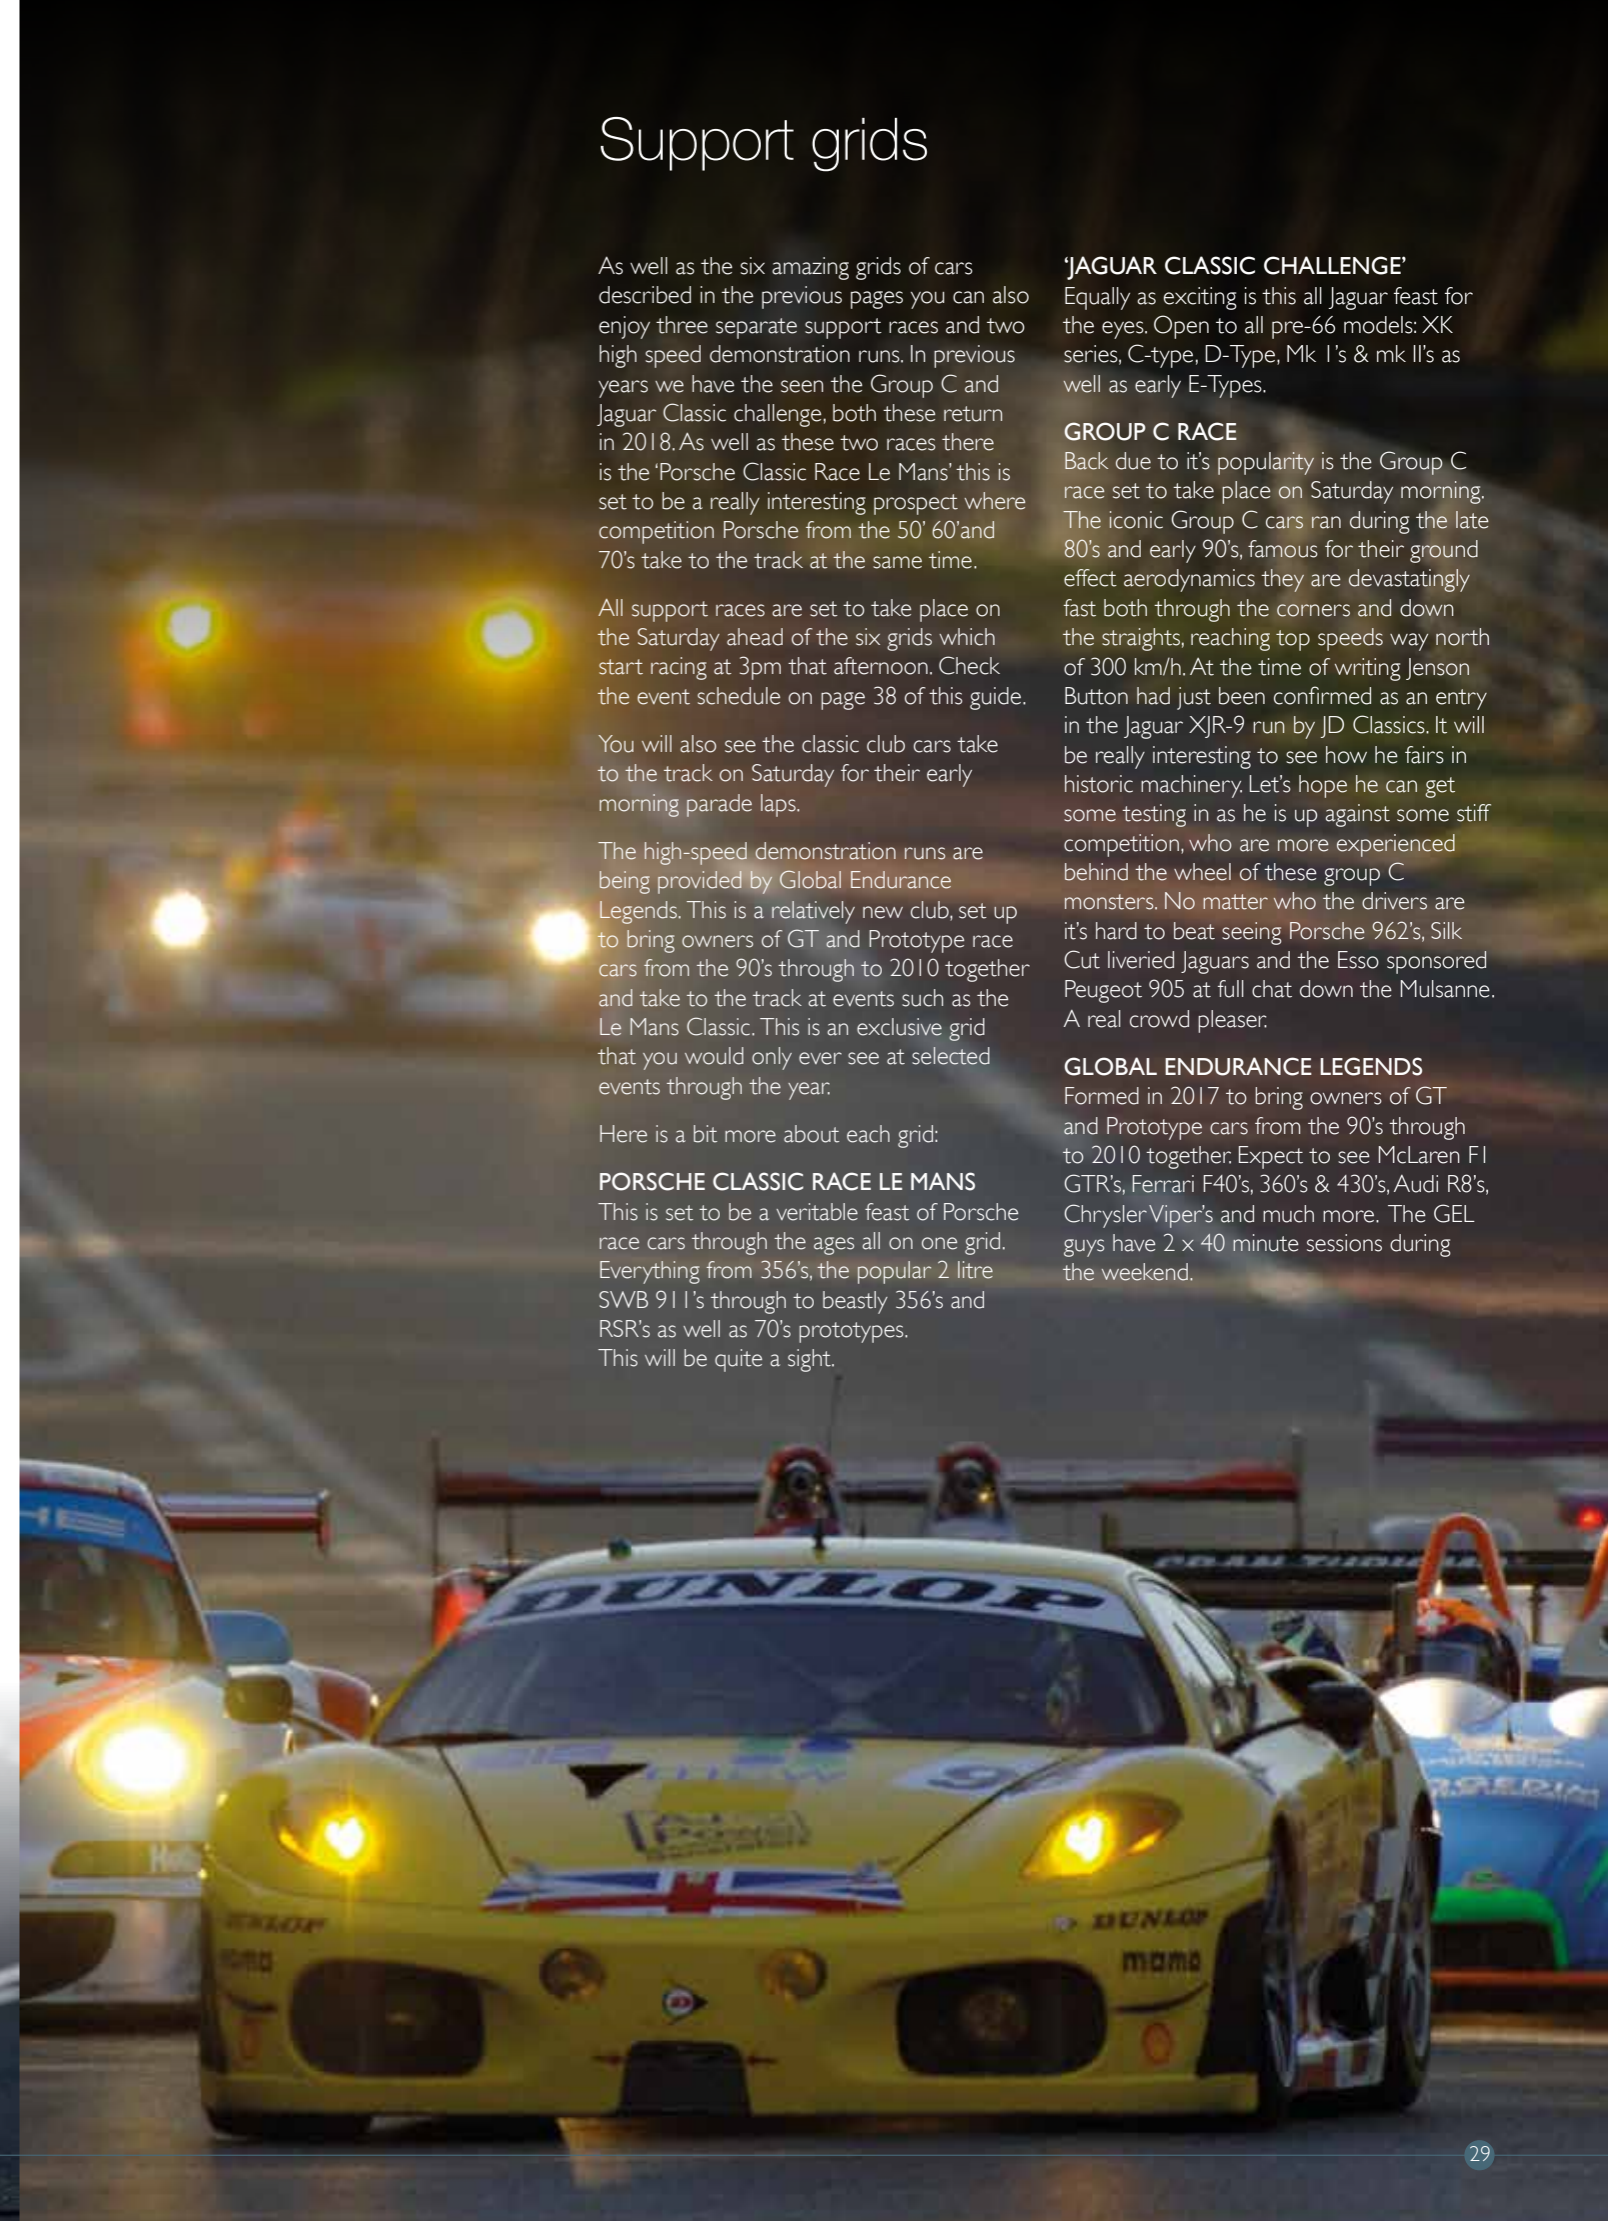 Support grids
As well as the six amazing grids of cars
described in the previous pages you can also
enjoy three separate support races and two
high speed demonstration runs. In previous
years we have the seen the Group C and
Jaguar Classic challenge, both these return
in 2018. As well as these two races there
is the ‘Porsche Classic Race Le Mans’ this is
set to be a really interesting prospect where
competition Porsche from the 50’ 60’and
70’s take to the track at the same time.
All support races are set to take place on
the Saturday ahead of the six grids which
start racing at 3pm that afternoon. Check
the event schedule on page 38 of this guide.
You will also see the classic club cars take
to the track on Saturday for their early
morning parade laps.
The high-speed demonstration runs are
being provided by Global Endurance
Legends. This is a relatively new club, set up
to bring owners of GT and Prototype race
cars from the 90’s through to 2010 together
and take to the track at events such as the
Le Mans Classic. This is an exclusive grid
that you would only ever see at selected
events through the year.
Here is a bit more about each grid:
PORSCHE CLASSIC RACE LE MANS
This is set to be a veritable feast of Porsche
race cars through the ages all on one grid.
Everything from 356’s, the popular 2 litre
SWB 911’s through to beastly 356’s and
RSR’s as well as 70’s prototypes.
This will be quite a sight.
‘JAGUAR CLASSIC CHALLENGE’
Equally as exciting is this all Jaguar feast for
the eyes. Open to all pre-66 models: XK
series, C-type, D-Type, Mk 1’s & mk II’s as
well as early E-Types.
GROUP C RACE
Back due to it’s popularity is the Group C
race set to take place on Saturday morning.
The iconic Group C cars ran during the late
80’s and early 90’s, famous for their ground
effect aerodynamics they are devastatingly
fast both through the corners and down
the straights, reaching top speeds way north
of 300 km/h. At the time of writing Jenson
Button had just been confirmed as an entry
in the Jaguar XJR-9 run by JD Classics. It will
be really interesting to see how he fairs in
historic machinery. Let’s hope he can get
some testing in as he is up against some stiff
competition, who are more experienced
behind the wheel of these group C
monsters. No matter who the drivers are
it’s hard to beat seeing Porsche 962’s, Silk
Cut liveried Jaguars and the Esso sponsored
Peugeot 905 at full chat down the Mulsanne.
A real crowd pleaser.
GLOBAL ENDURANCE LEGENDS
Formed in 2017 to bring owners of GT
and Prototype cars from the 90’s through
to 2010 together. Expect to see McLaren F1
GTR’s, Ferrari F40’s, 360’s & 430’s, Audi R8’s,
Chrysler Viper’s and much more. The GEL
guys have 2 x 40 minute sessions during
the weekend.
DUNLOP
DUNLOP
DUNLOP
momo
momo
29